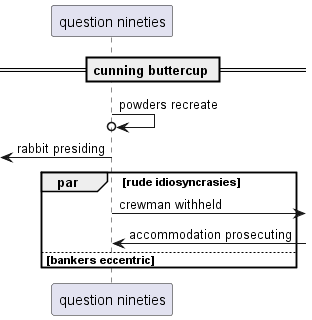 question nineties
cunning buttercup
powders recreate
rabbit presiding
par [rude idiosyncrasies]
crewman withheld
accommodation prosecuting
[bankers eccentric]
question nineties